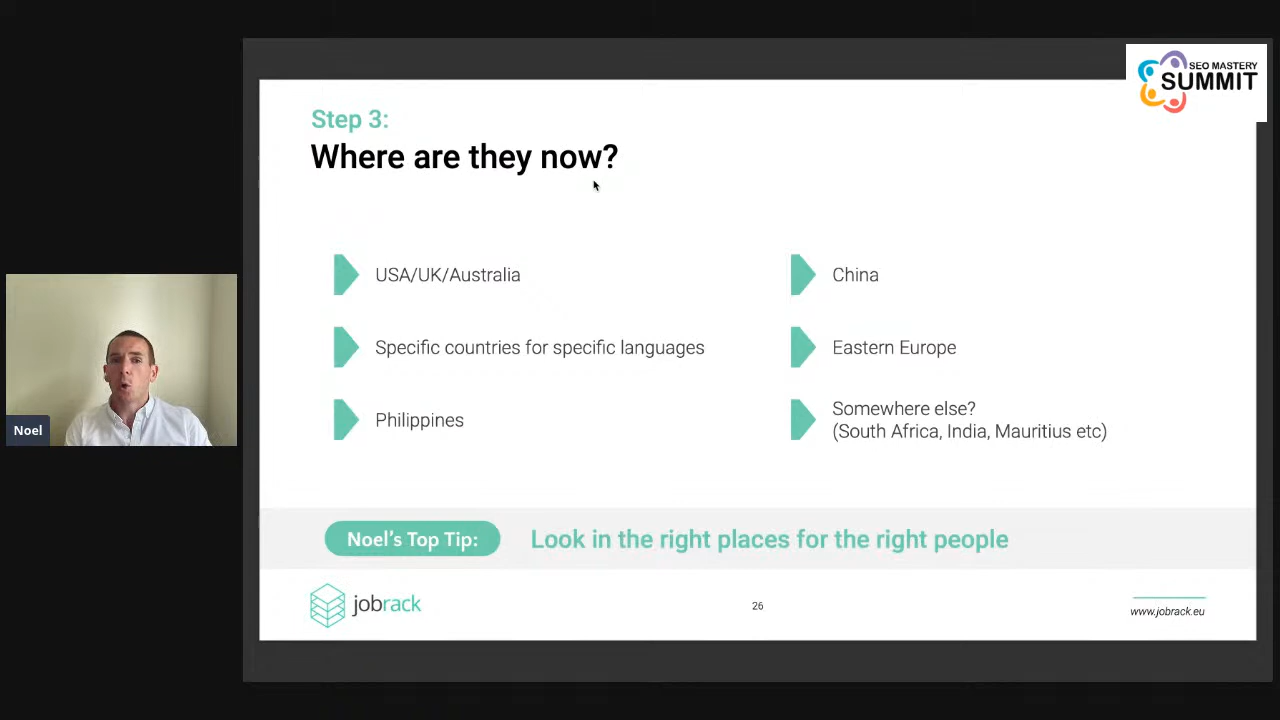 SEO MASTERY
SUMMIT
Step 3:
Where are they now?
USA/UK/Australia
Specific countries for specific languages
Philippines
China
Eastern Europe
Somewhere else?
(South Africa, India, Mauritius etc)
Noel
Noel's Top Tip:
Look in the right places for the right people
jobrack
26
www.jobrack.eu